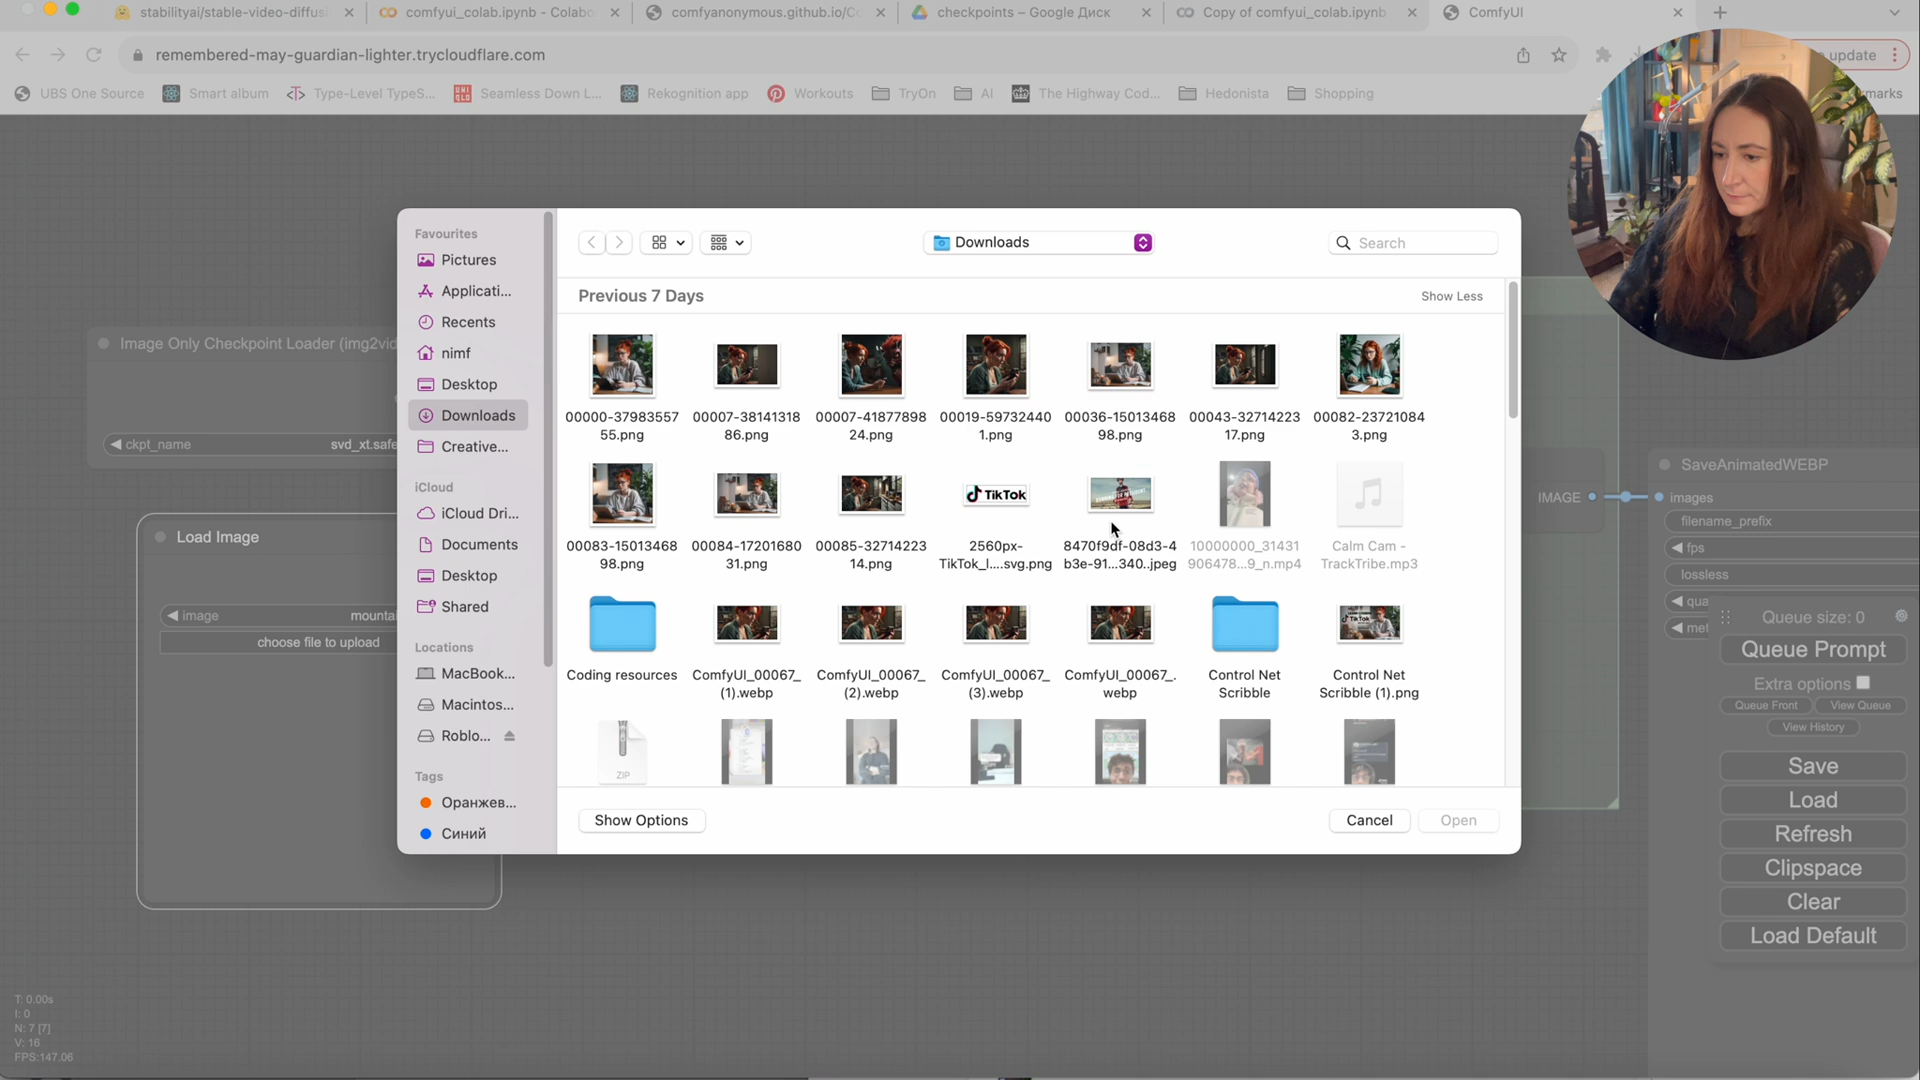 stabilityai/stable-video-diffusi
comfyui_colab.ipynb - Colabo
comfyanonymous.github.io/Co
checkpoints – Google Диск
Copy of comfyui_colab.ipynb
ComfyUI
remembered-may-guardian-lighter.trycloudflare.com
update
UBS One Source
Smart album
Type-Level TypeS...
UNI QLO
Seamless Down L...
Rekognition app
Workouts
TryOn
AI
The Highway Cod...
Hedonista
Shopping
Favourites
Pictures
Applicati...
Recents
nimf
Desktop
Downloads
Creative...
iCloud
iCloud Dri...
Documents
Desktop
Shared
Locations
MacBook...
Macintos...
Roblo...
Tags
Оранжев...
Синий
Downloads
Search
Previous 7 Days
Show Less
00000-37983557
55.png
00007-38141318
86.png
00007-41877898
24.png
00019-59732440
1.png
00036-15013468
98.png
00043-32714223
17.png
00082-23721084
3.png
TikTok
00083-15013468
98.png
00084-17201680
31.png
00085-32714223
14.png
2560px-
TikTok_l....svg.png
8470f9df-08d3-4
b3e-91...340..jpeg
10000000_31431
906478...9_n.mp4
Calm Cam -
TrackTribe.mp3
Coding resources
ComfyUI_00067_
(1).webp
ComfyUI_00067_
(2).webp
ComfyUI_00067_
(3).webp
ComfyUI_00067_.
webp
Control Net
Scribble
Control Net
Scribble (1).png
ZIP
Show Options
Cancel
Open
Image Only Checkpoint Loader (img2vid
ckpt_name
svd_xt.safe
Load Image
image
mountai
choose file to upload
IMAGE
SaveAnimatedWEBP
images
filename_prefix
fps
lossless
qua
met
Queue size: 0
Queue Prompt
Extra options
Queue Front
View Queue
View History
Save
Load
Refresh
Clipspace
Clear
Load Default
T: 0.00s
I: 0
N: 7 [7]
V: 16
FPS:147.06